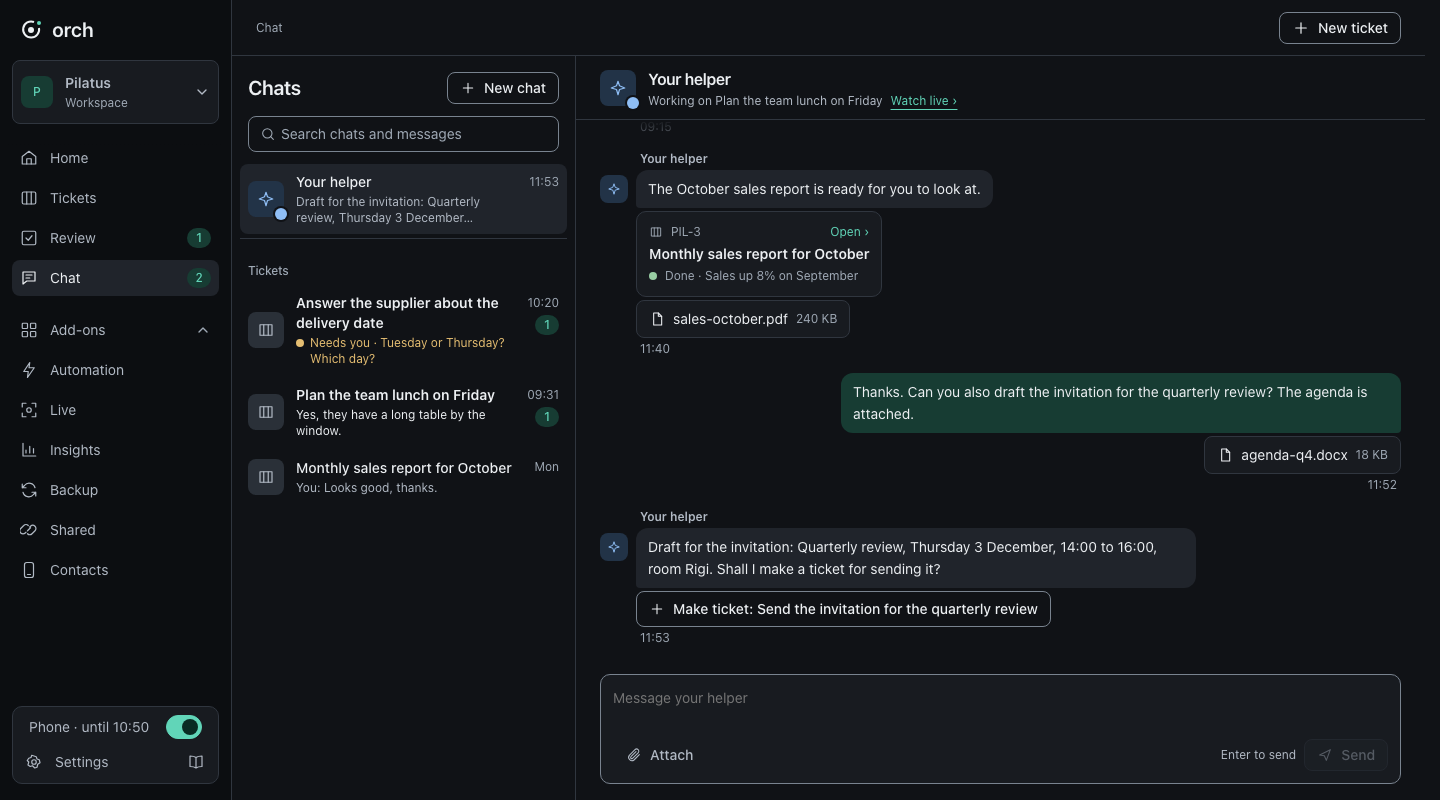 orch
P
Pilatus
Workspace
Home
Tickets
Review
1
Chat
2
Add-ons
Automation
Live
Insights
Backup
Shared
Contacts
Phone · until 10:50
Settings
Chat
New ticket
Chats
New chat
Search chats and messages
Your helper
11:53
Draft for the invitation: Quarterly
review, Thursday 3 December...
Tickets
Answer the supplier about the
delivery date
10:20
1
Needs you · Tuesday or Thursday?
Which day?
Plan the team lunch on Friday
09:31
1
Yes, they have a long table by the
window.
Monthly sales report for October
Mon
You: Looks good, thanks.
Your helper
Working on Plan the team lunch on Friday Watch live ›
09:15
Your helper
The October sales report is ready for you to look at.
PIL-3
Open ›
Monthly sales report for October
Done · Sales up 8% on September
sales-october.pdf 240 KB
11:40
Thanks. Can you also draft the invitation for the quarterly review? The agenda is
attached.
agenda-q4.docx 18 KB
11:52
Your helper
Draft for the invitation: Quarterly review, Thursday 3 December, 14:00 to 16:00,
room Rigi. Shall I make a ticket for sending it?
Make ticket: Send the invitation for the quarterly review
11:53
Message your helper
Attach
Enter to send
Send